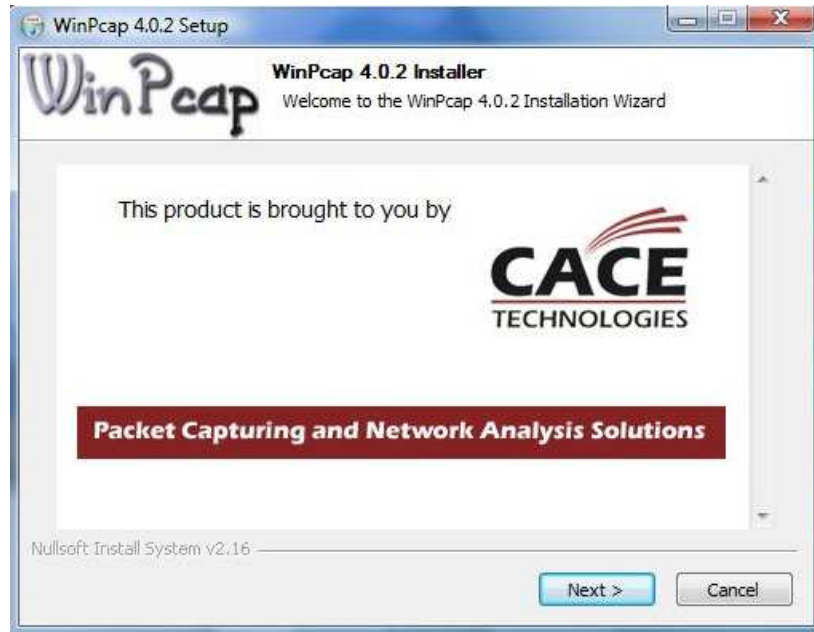 WinPcap 4.0.2 Setup
WinPcap
WinPcap 4.0.2 Installer
Welcome to the WinPcap 4.0.2 Installation Wizard
This product is brought to you by
CACE
TECHNOLOGIES
Packet Capturing and Network Analysis Solutions
Nullsoft Install System v2.16
Next >
Cancel